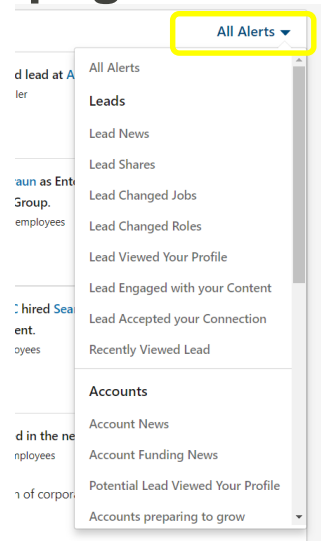 All Alerts
All Alerts
d lead at A
Leads
Lead News
Lead Shares
aun as Ente
Lead Changed Jobs
Group.
employees
Lead Changed Roles
Lead Viewed Your Profile
Lead Engaged with your Content
hired Sea
Lead Accepted your Connection
ent.
oyees
Recently Viewed Lead
Accounts
Account News
d in the ne
Account Funding News
nployees
Potential Lead Viewed Your Profile
n of corpora
Accounts preparing to grow